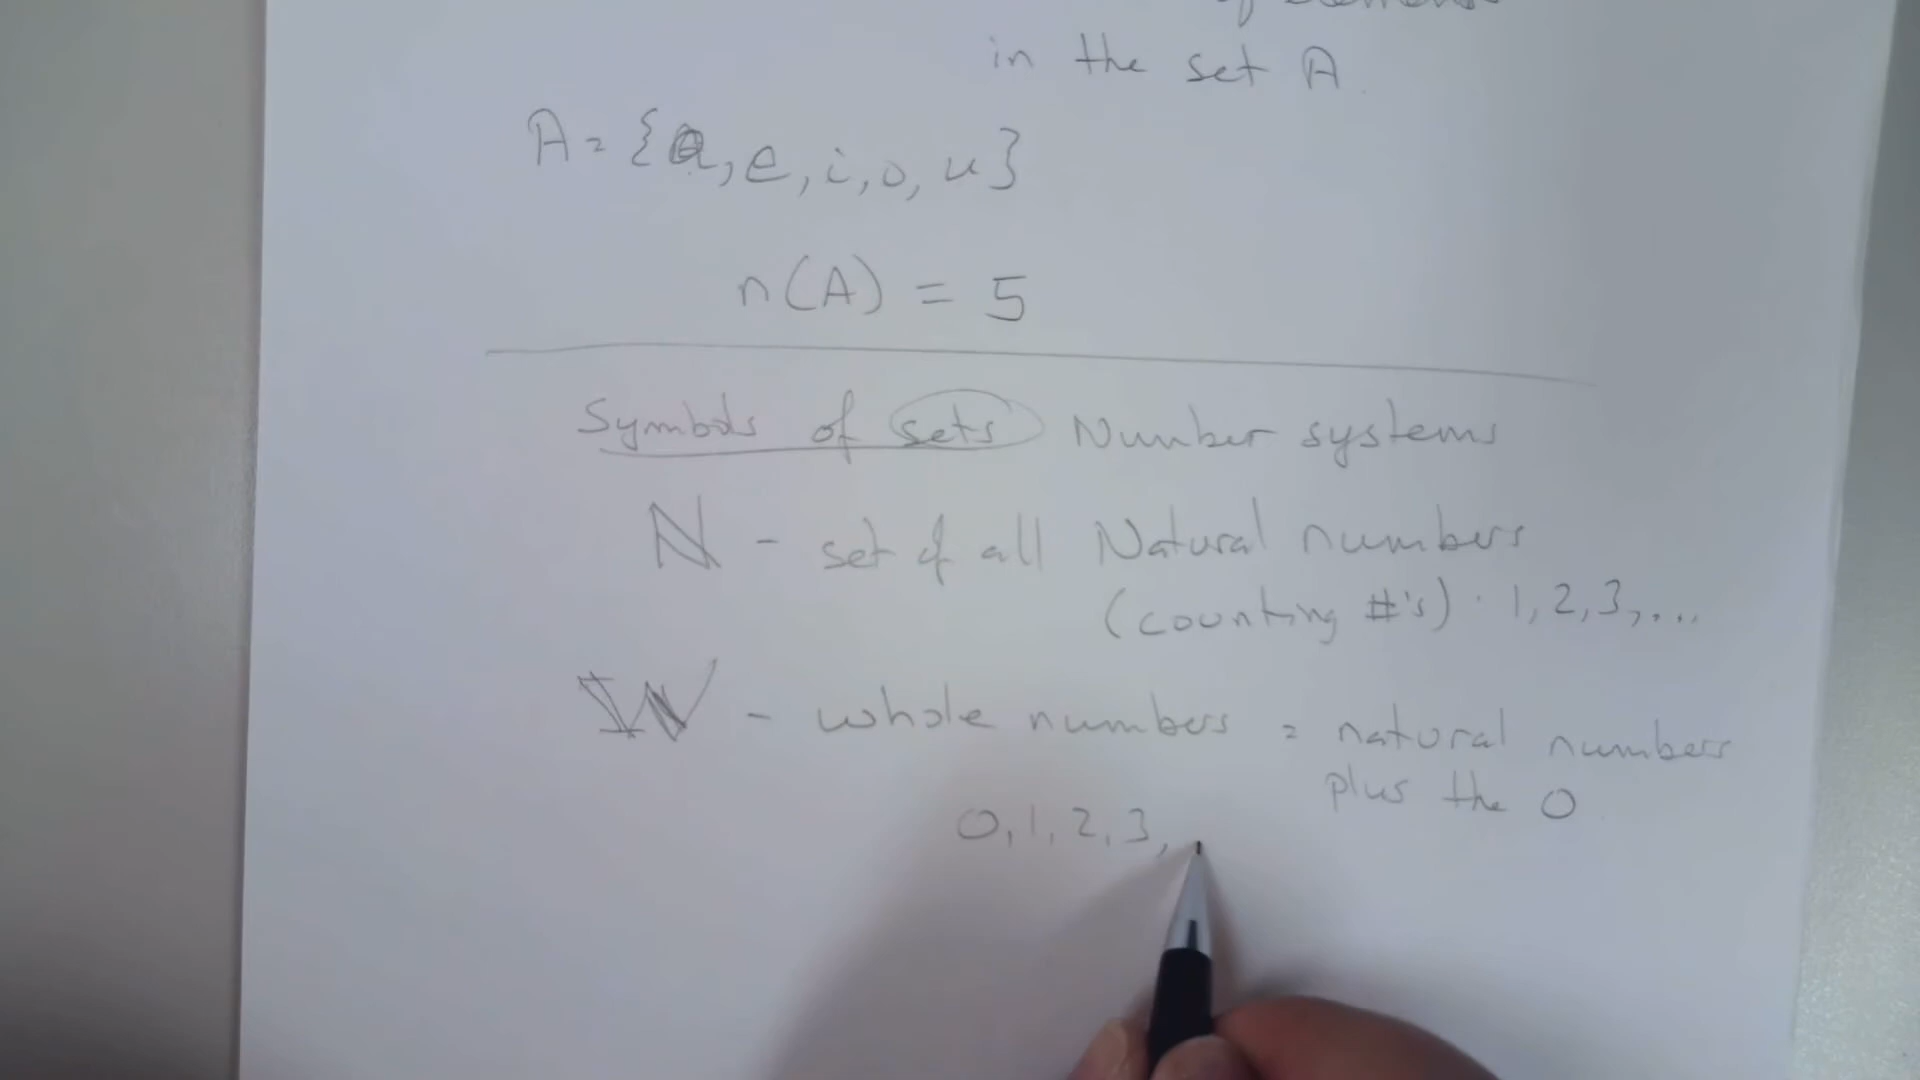 in the set A.
A = {a, e, i, o, u}
n(A) = 5
Symbols of sets Number systems
ℕ - set of all Natural numbers
(counting #'s) · 1, 2, 3, ...
𝕎 - whole numbers = natural numbers
plus the 0
0, 1, 2, 3, .